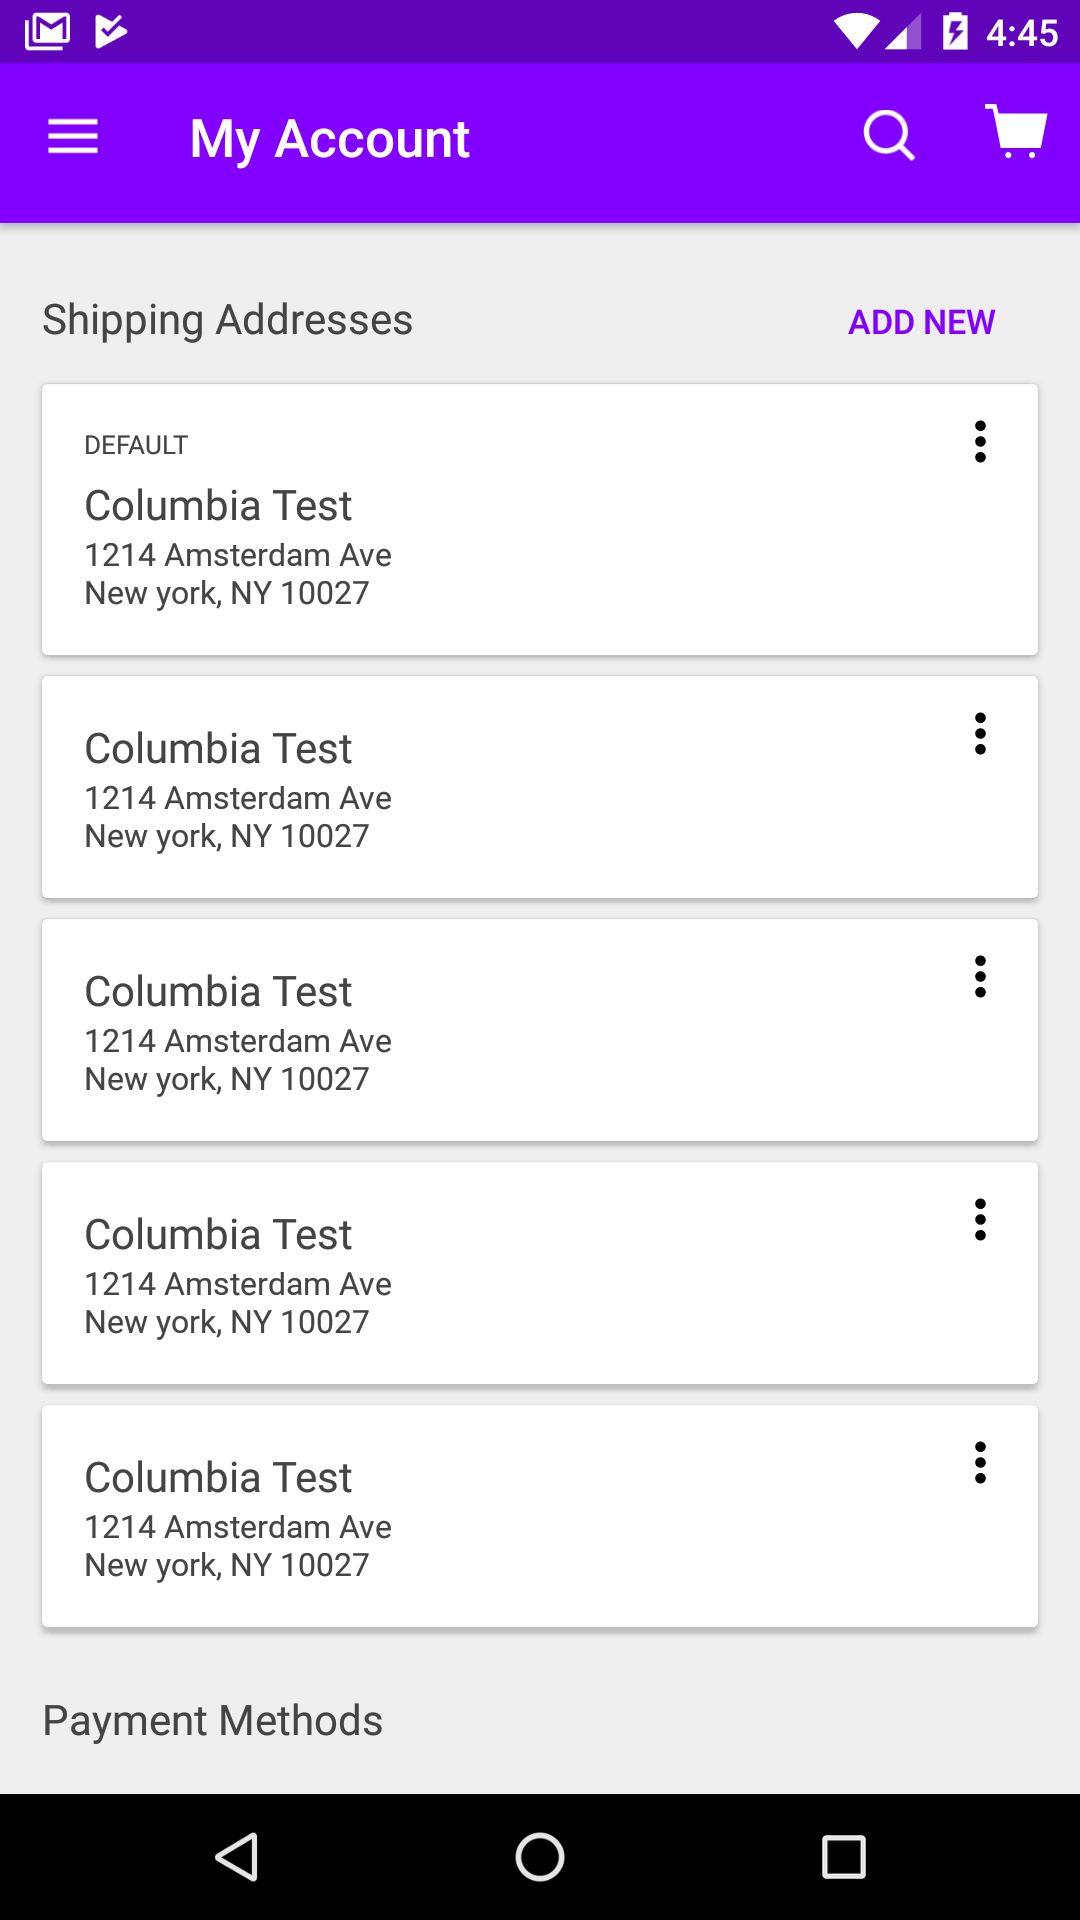 4:45
My Account
Shipping Addresses
ADD NEW
DEFAULT
Columbia Test
1214 Amsterdam Ave
New york, NY 10027
Columbia Test
1214 Amsterdam Ave
New york, NY 10027
Columbia Test
1214 Amsterdam Ave
New york, NY 10027
Columbia Test
1214 Amsterdam Ave
New york, NY 10027
Columbia Test
1214 Amsterdam Ave
New york, NY 10027
Payment Methods